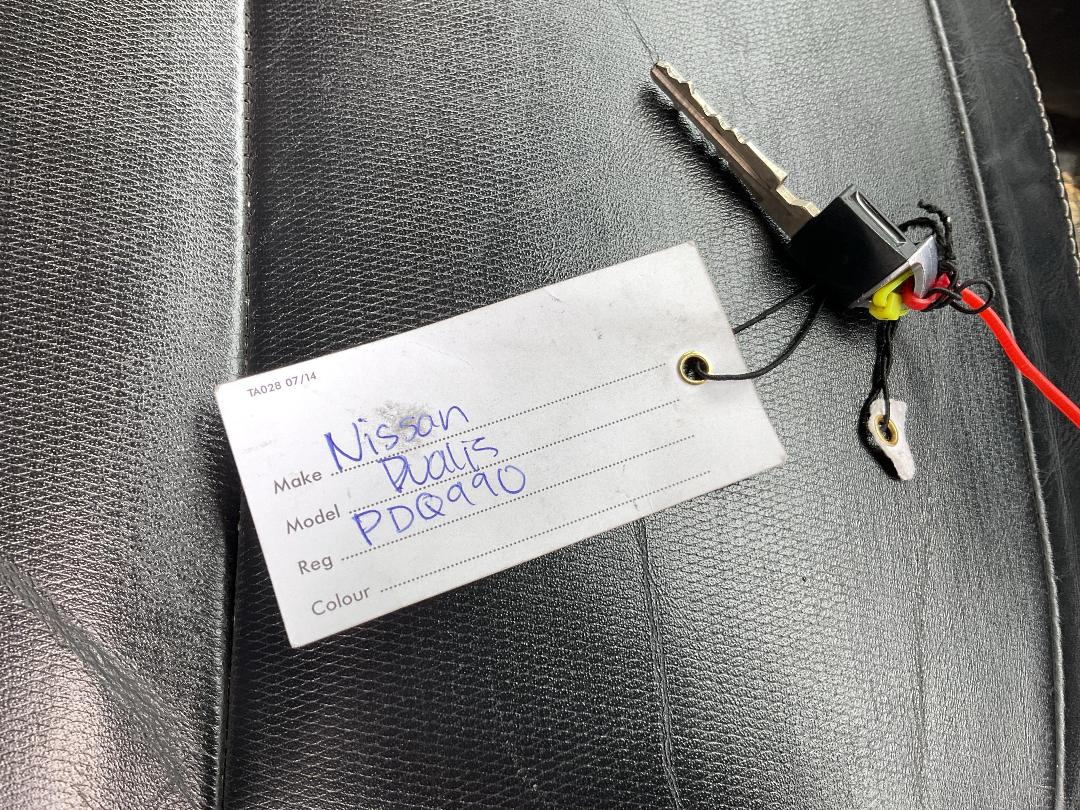 TA028 07/14
Make Nissan
Model Dualis
Reg PDQ990
Colour